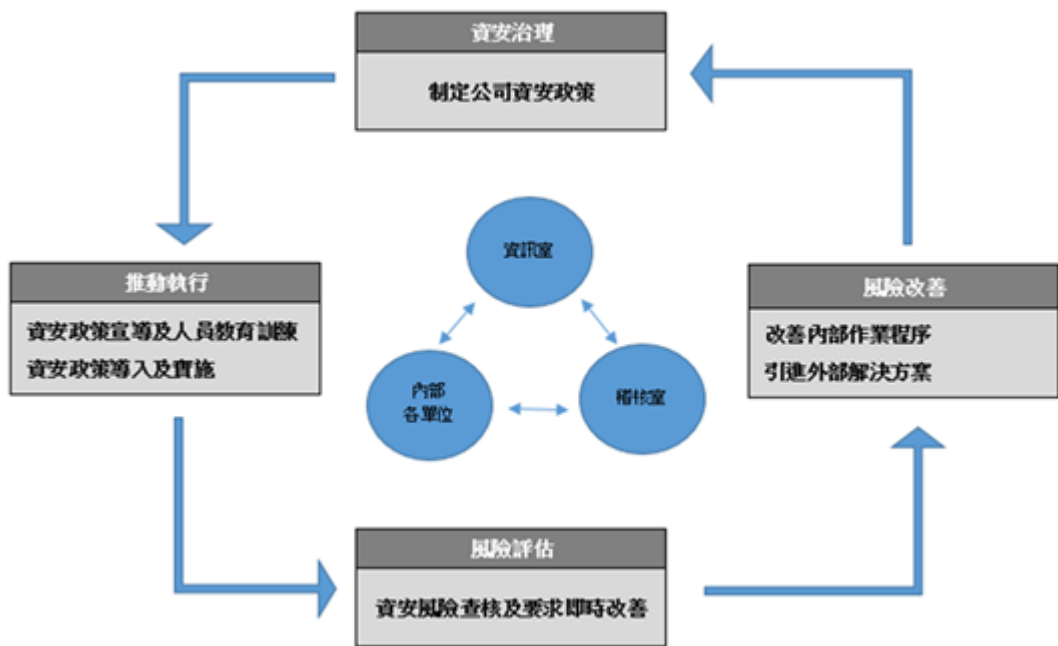 資安治理
制定公司資安政策
資訊室
推動執行
資安政策宣導及人員教育訓練
資安政策導入及實施
風險改善
改善內部作業程序
引進外部解決方案
內部
各單位
稽核室
風險評估
資安風險查核及要求即時改善